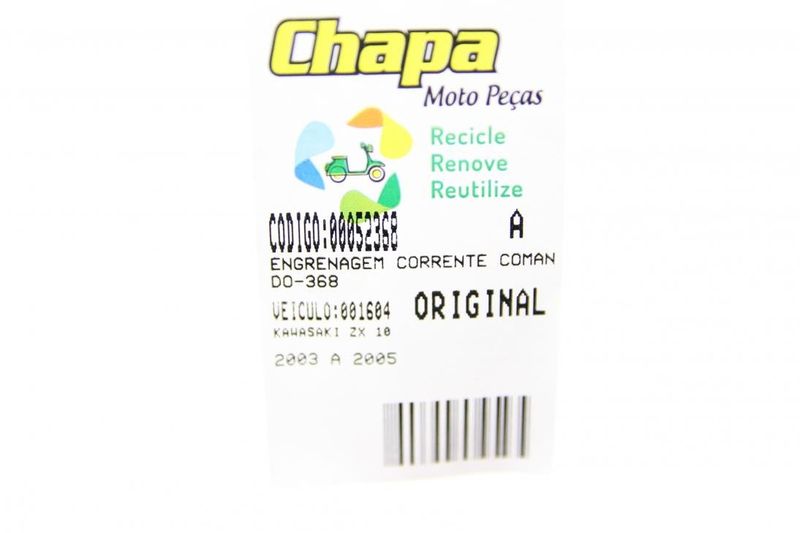 Chapa
Moto Peças
Recicle
Renove
Reutilize
CODIGO:00052368 A
ENGRENAGEM CORRENTE COMAN
DO-368
VEICULO:001604 ORIGINAL
KAWASAKI ZX 10
2003 A 2005